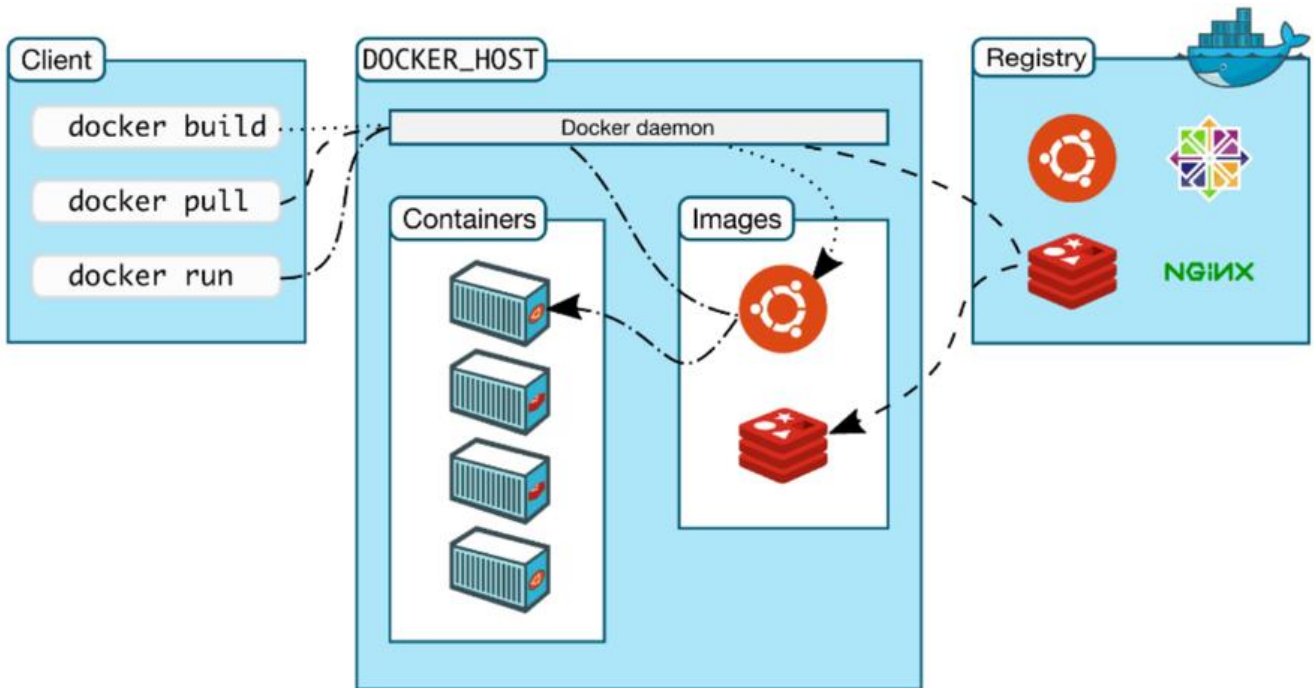 Client
docker build
docker pull
docker run
DOCKER_HOST
Docker daemon
Containers
Images
Registry
NGINX